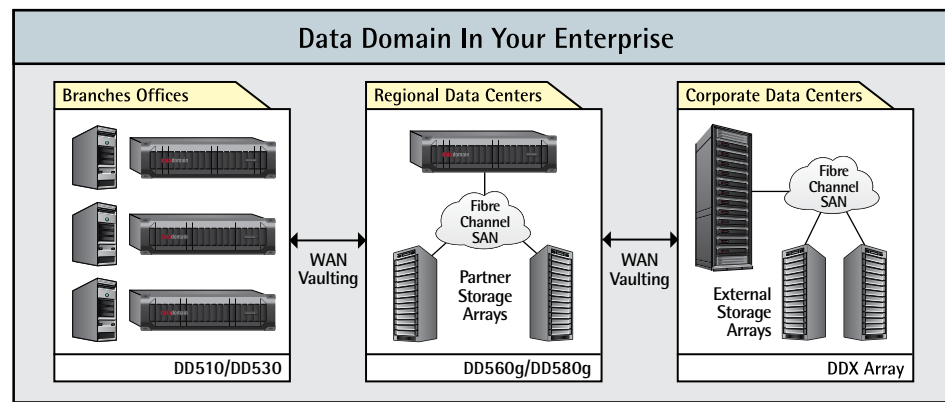 Data Domain In Your Enterprise
Branches Offices
DD510/DD530
WAN
Vaulting
Regional Data Centers
Fibre
Channel
SAN
Partner
Storage
Arrays
DD560g/DD580g
WAN
Vaulting
Corporate Data Centers
Fibre
Channel
SAN
External
Storage
Arrays
DDX Array